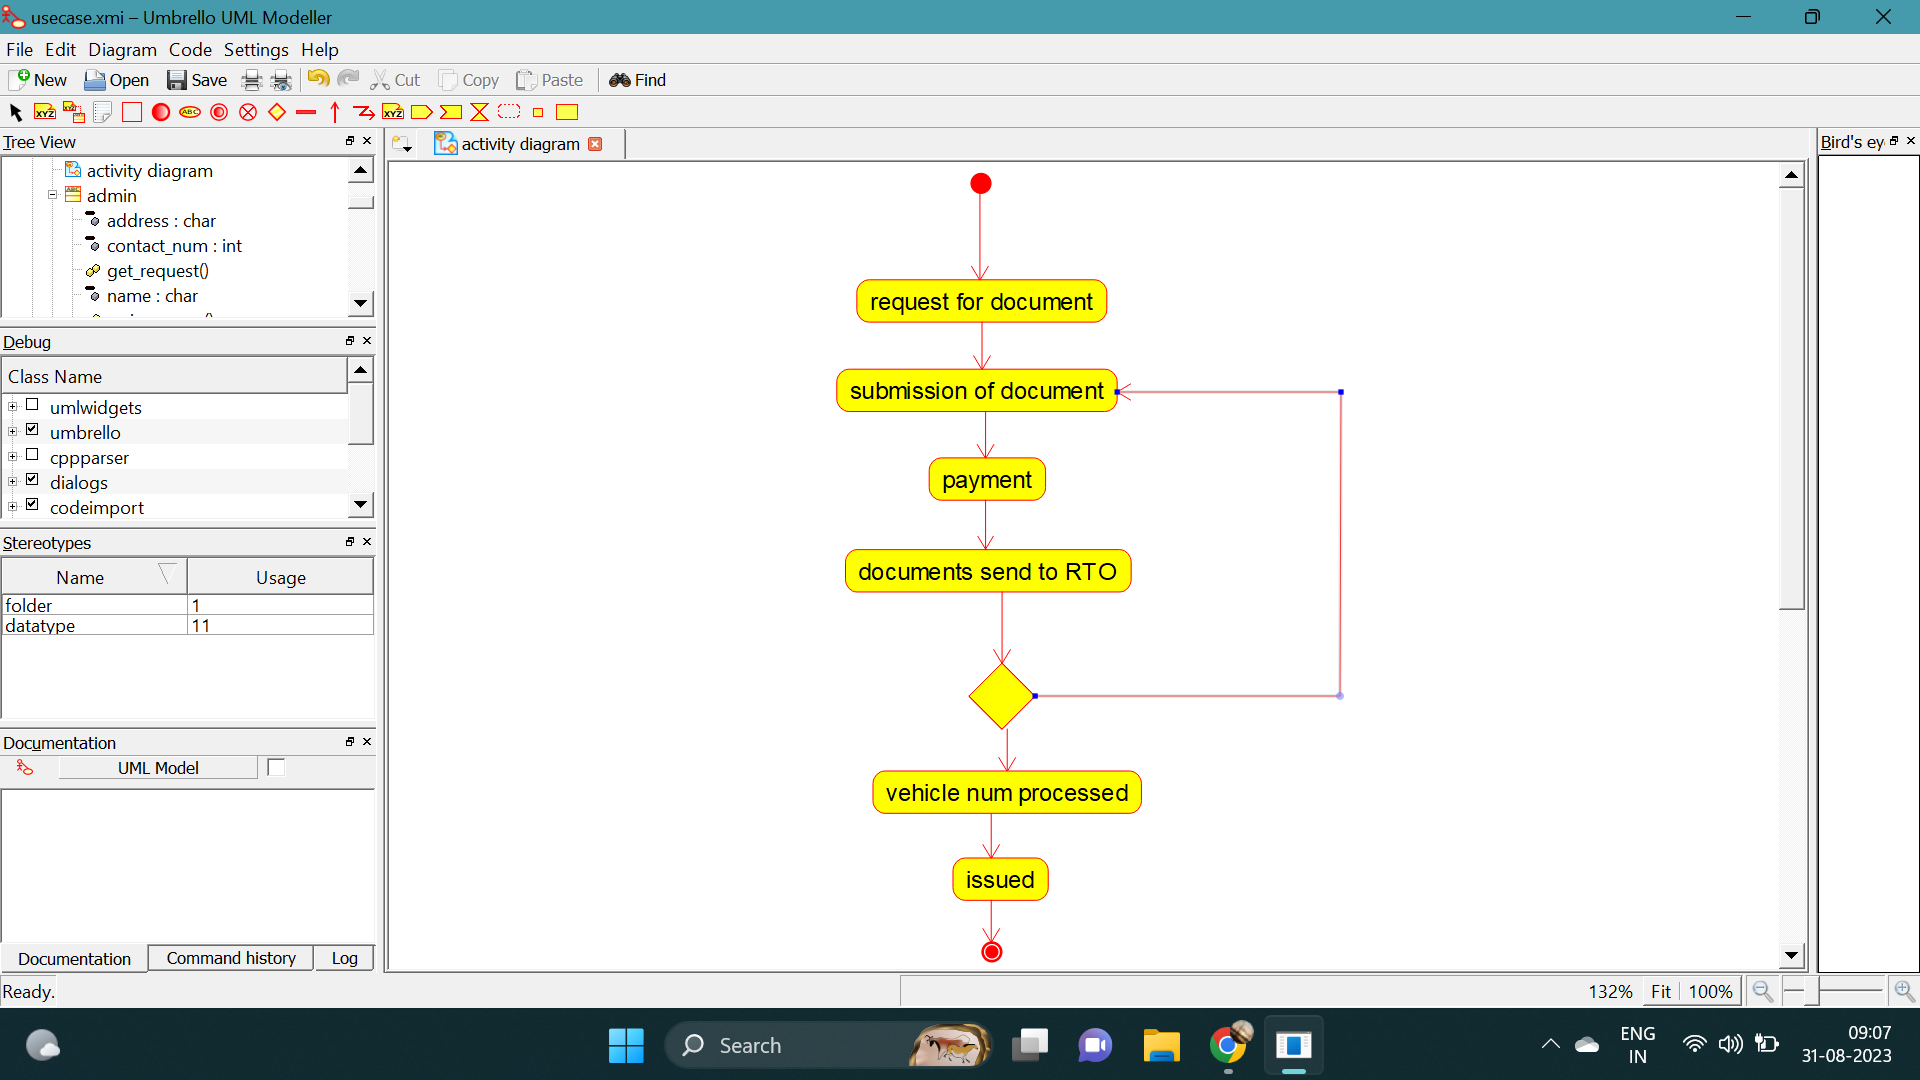 usecase.xmi – Umbrello UML Modeller
File Edit Diagram Code Settings Help
New Open Save Cut Copy Paste Find
Tree View
activity diagram
Bird's ey
activity diagram
admin
address : char
contact_num : int
get_request()
name : char
Debug
Class Name
umlwidgets
umbrello
cppparser
dialogs
codeimport
Stereotypes
Name Usage
folder 1
datatype 11
Documentation
UML Model
Documentation Command history Log
request for document
submission of document
payment
documents send to RTO
vehicle num processed
issued
Ready.
132% Fit 100%
Search
ENG
IN
09:07
31-08-2023